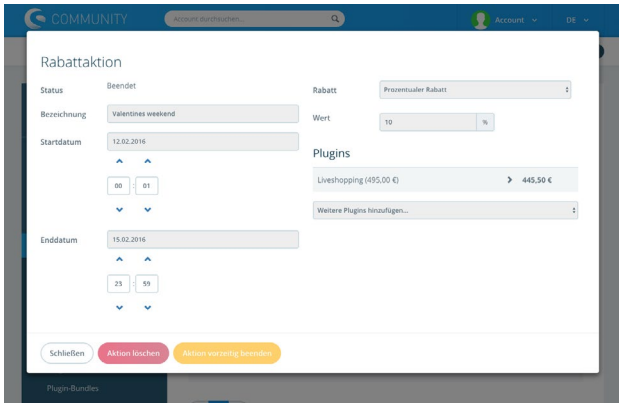 COMMUNITY
Account durchsuchen...
Account
DE
Rabattaktion
Status
Beendet
Bezeichnung
Valentines weekend
Startdatum
12.02.2016
00 : 01
Enddatum
15.02.2016
23 : 59
Rabatt
Prozentualer Rabatt
Wert
10
%
Plugins
Liveshopping (495,00 €)
445,50 €
Weitere Plugins hinzufügen...
Schließen
Aktion löschen
Aktion vorzeitig beenden
Plugin-Bundles